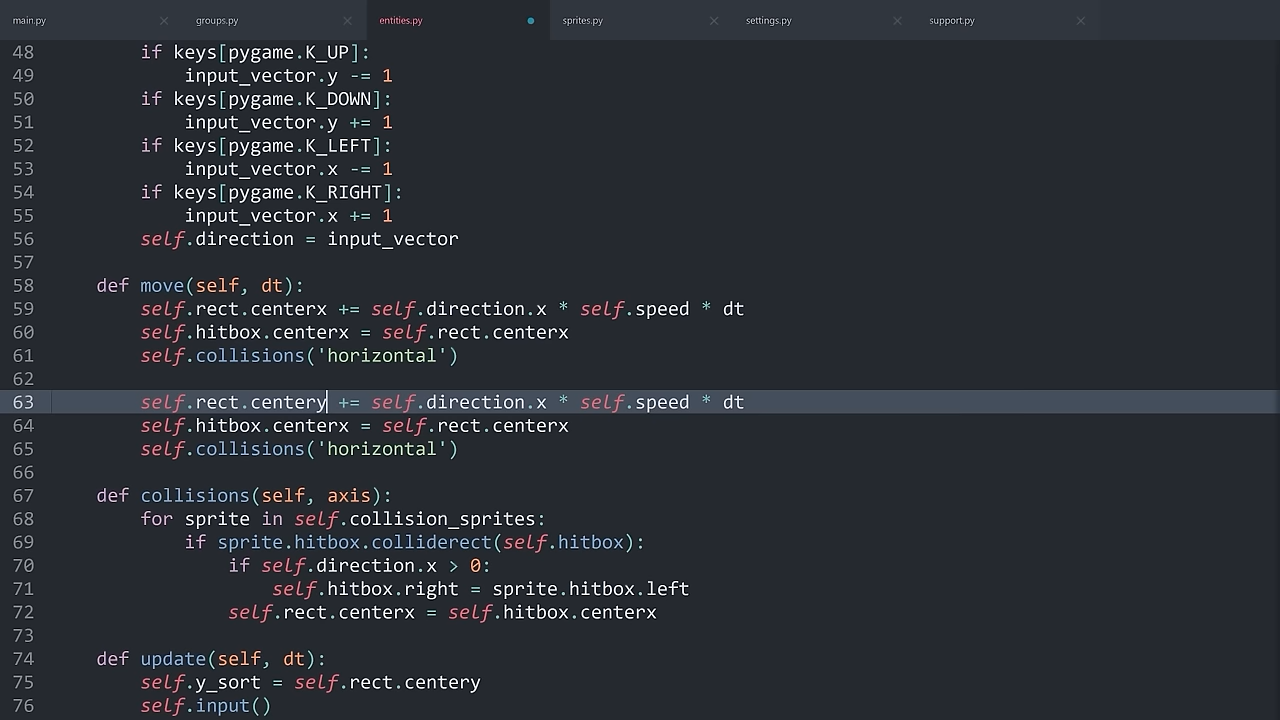 main.py groups.py entities.py sprites.py settings.py support.py
48 if keys[pygame.K_UP]:
49 input_vector.y -= 1
50 if keys[pygame.K_DOWN]:
51 input_vector.y += 1
52 if keys[pygame.K_LEFT]:
53 input_vector.x -= 1
54 if keys[pygame.K_RIGHT]:
55 input_vector.x += 1
56 self.direction = input_vector
57
58 def move(self, dt):
59 self.rect.centerx += self.direction.x * self.speed * dt
60 self.hitbox.centerx = self.rect.centerx
61 self.collisions('horizontal')
62
63 self.rect.centery += self.direction.x * self.speed * dt
64 self.hitbox.centerx = self.rect.centerx
65 self.collisions('horizontal')
66
67 def collisions(self, axis):
68 for sprite in self.collision_sprites:
69 if sprite.hitbox.colliderect(self.hitbox):
70 if self.direction.x > 0:
71 self.hitbox.right = sprite.hitbox.left
72 self.rect.centerx = self.hitbox.centerx
73
74 def update(self, dt):
75 self.y_sort = self.rect.centery
76 self.input()